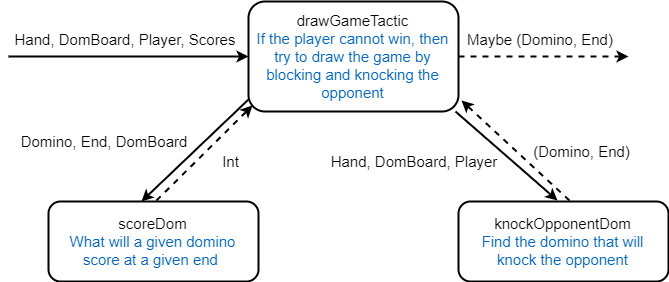 drawGameTactic
If the player cannot win, then
try to draw the game by
blocking and knocking the
opponent
Hand, DomBoard, Player, Scores
Maybe (Domino, End)
Domino, End, DomBoard
Int
Hand, DomBoard, Player
(Domino, End)
scoreDom
What will a given domino
score at a given end
knockOpponentDom
Find the domino that will
knock the opponent